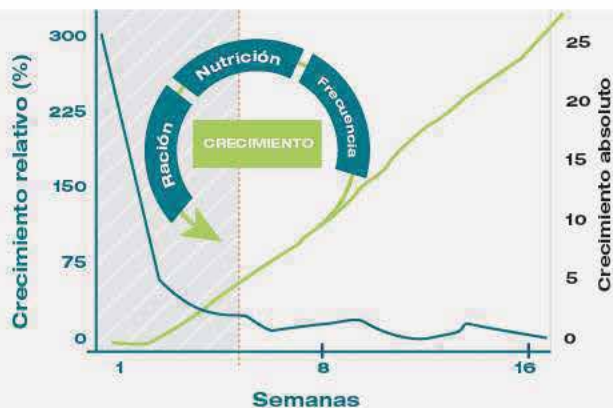 Crecimiento relativo (%)
300
225
150
75
0
Ración
Nutrición
Frecuencia
CRECIMIENTO
25
20
15
10
5
0
Crecimiento absoluto
1
8
16
Semanas